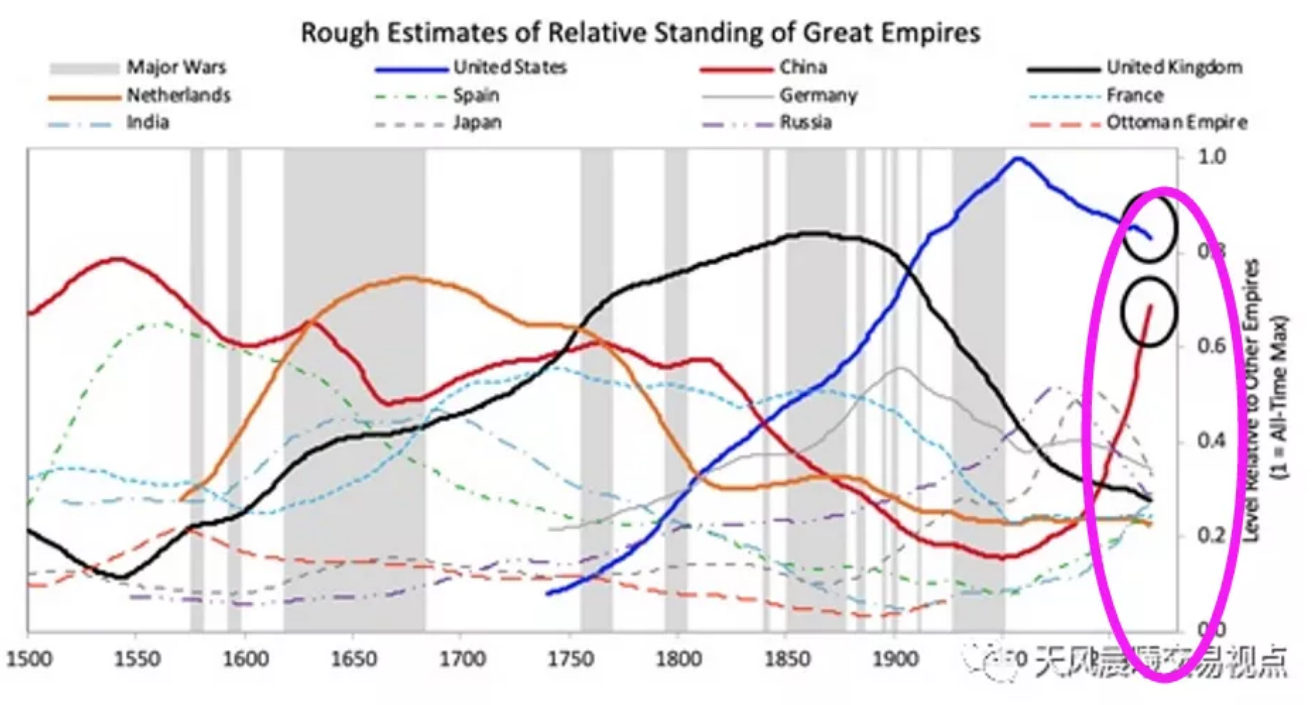 Rough Estimates of Relative Standing of Great Empires
Major Wars United States China United Kingdom
Netherlands Spain Germany France
India Japan Russia Ottoman Empire
1.0
0.8
0.6
0.4
0.2
0.0
Level Relative to Other Empires
(1 = All-Time Max)
1500 1550 1600 1650 1700 1750 1800 1850 1900
天风 交易视点